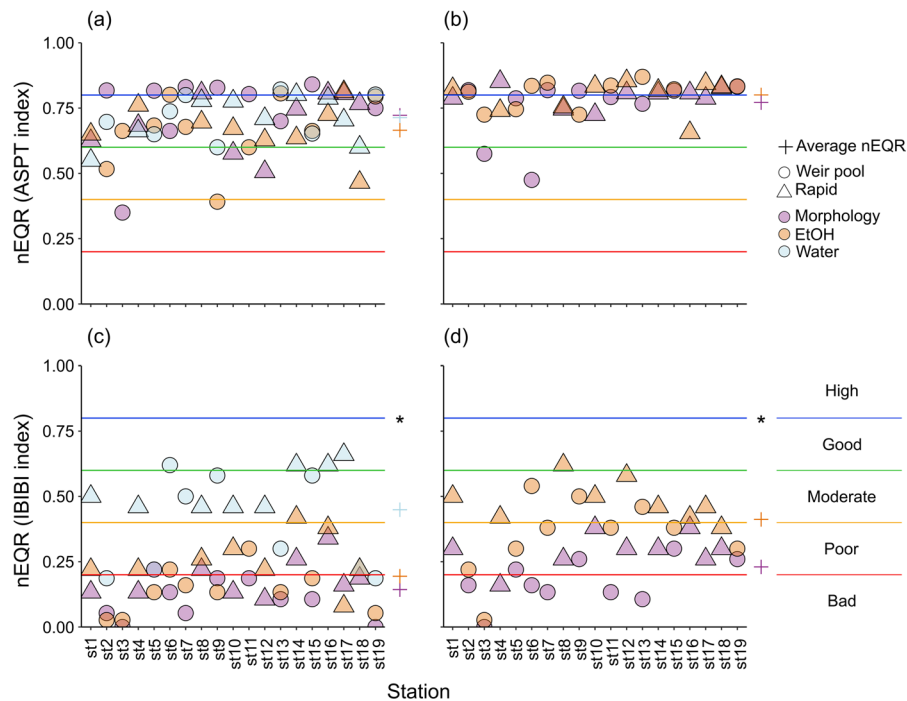 (a)
(b)
nEQR (ASPT index)
1.00
0.75
0.50
0.25
0.00
Average nEQR
Weir pool
Rapid
Morphology
EtOH
Water
(c)
(d)
nEQR (IBIBI index)
1.00
0.75
0.50
0.25
0.00
*
*
High
Good
Moderate
Poor
Bad
st1 st2 st3 st4 st5 st6 st7 st8 st9 st10 st11 st12 st13 st14 st15 st16 st17 st18 st19
st1 st2 st3 st4 st5 st6 st7 st8 st9 st10 st11 st12 st13 st14 st15 st16 st17 st18 st19
Station